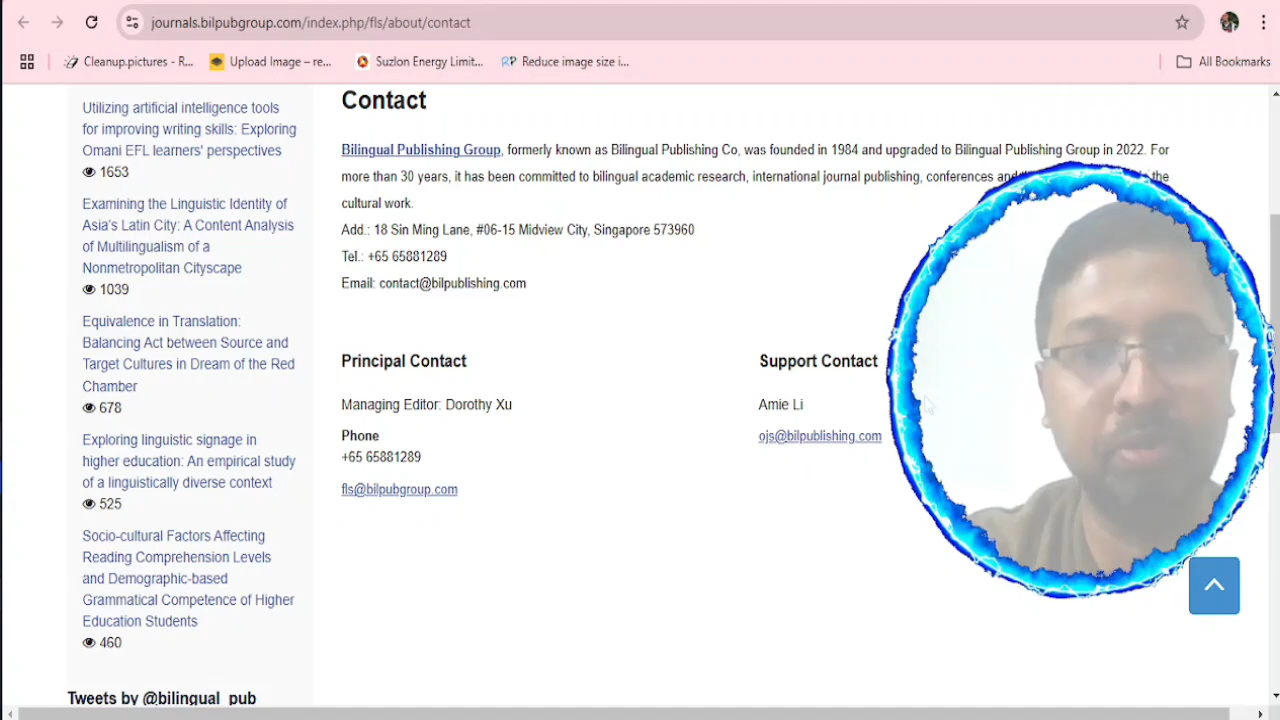 journals.bilpubgroup.com/index.php/fls/about/contact
Cleanup.pictures - R...
Upload Image – re...
Suzlon Energy Limit...
RP Reduce image size i...
All Bookmarks
Utilizing artificial intelligence tools
for improving writing skills: Exploring
Omani EFL learners' perspectives
1653
Examining the Linguistic Identity of
Asia's Latin City: A Content Analysis
of Multilingualism of a
Nonmetropolitan Cityscape
1039
Equivalence in Translation:
Balancing Act between Source and
Target Cultures in Dream of the Red
Chamber
678
Exploring linguistic signage in
higher education: An empirical study
of a linguistically diverse context
525
Socio-cultural Factors Affecting
Reading Comprehension Levels
and Demographic-based
Grammatical Competence of Higher
Education Students
460
Tweets by @bilingual_pub
Contact
Bilingual Publishing Group, formerly known as Bilingual Publishing Co, was founded in 1984 and upgraded to Bilingual Publishing Group in 2022. For
more than 30 years, it has been committed to bilingual academic research, international journal publishing, conferences and the
cultural work.
Add.: 18 Sin Ming Lane, #06-15 Midview City, Singapore 573960
Tel.: +65 65881289
Email: contact@bilpublishing.com
Principal Contact
Managing Editor: Dorothy Xu
Phone
+65 65881289
fls@bilpubgroup.com
Support Contact
Amie Li
ojs@bilpublishing.com